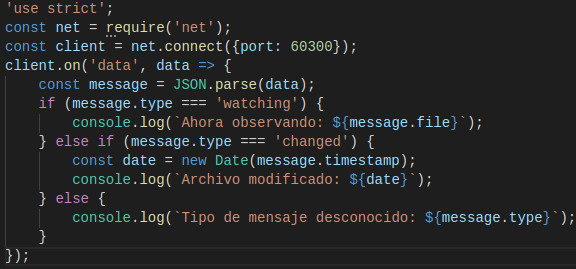 'use strict';
const net = require('net');
const client = net.connect({port: 60300});
client.on('data', data => {
    const message = JSON.parse(data);
    if (message.type === 'watching') {
        console.log(`Ahora observando: ${message.file}`);
    } else if (message.type === 'changed') {
        const date = new Date(message.timestamp);
        console.log(`Archivo modificado: ${date}`);
    } else {
        console.log(`Tipo de mensaje desconocido: ${message.type}`);
    }
});